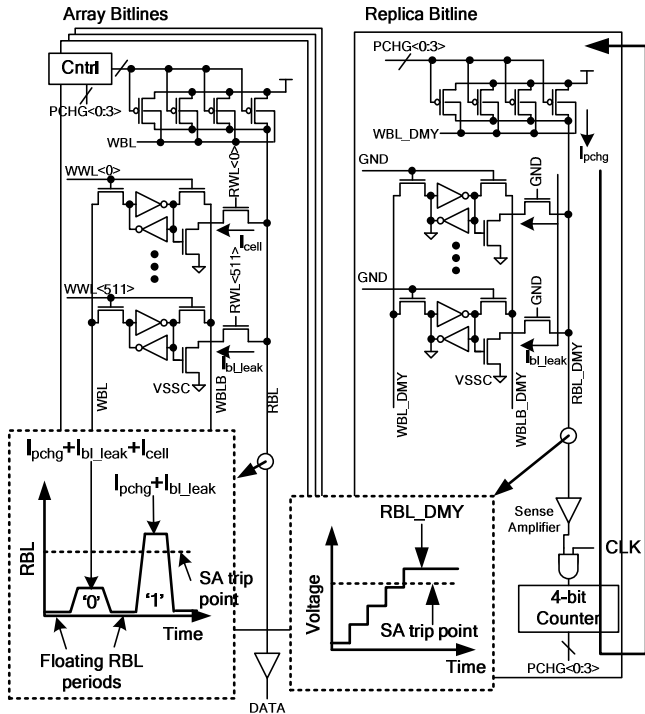 Array Bitlines
Cntrl
PCHG<0:3>
WBL
RWL<0>
WWL<0>
Icell
RWL<511>
WWL<511>
Ibl_leak
VSSC
WBL
WBLB
RBL
Ipchg+Ibl_leak+Icell
Ipchg+Ibl_leak
RBL
SA trip
point
'0'
'1'
Time
Floating RBL
periods
DATA
Replica Bitline
PCHG<0:3>
WBL_DMY
Ipchg
GND
GND
GND
GND
Ibl_leak
VSSC
WBL_DMY
WBLB_DMY
RBL_DMY
RBL_DMY
Voltage
SA trip point
Time
Sense
Amplifier
CLK
4-bit
Counter
PCHG<0:3>